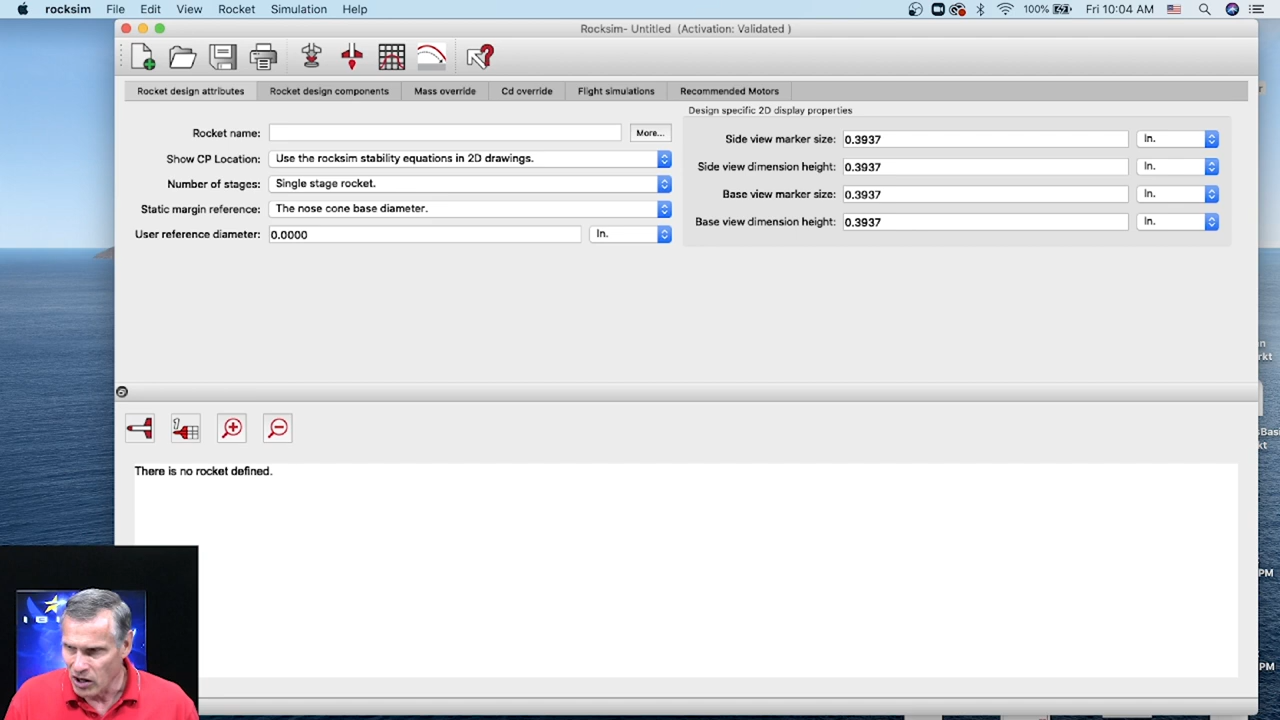 rocksim File Edit View Rocket Simulation Help 100% Fri 10:04 AM
Rocksim- Untitled (Activation: Validated )
Rocket design attributes Rocket design components Mass override Cd override Flight simulations Recommended Motors
Design specific 2D display properties
Rocket name: More...
Show CP Location: Use the rocksim stability equations in 2D drawings.
Number of stages: Single stage rocket.
Static margin reference: The nose cone base diameter.
User reference diameter: 0.0000 In.
Side view marker size: 0.3937 In.
Side view dimension height: 0.3937 In.
Base view marker size: 0.3937 In.
Base view dimension height: 0.3937 In.
1
There is no rocket defined.
rkt
PM
PM